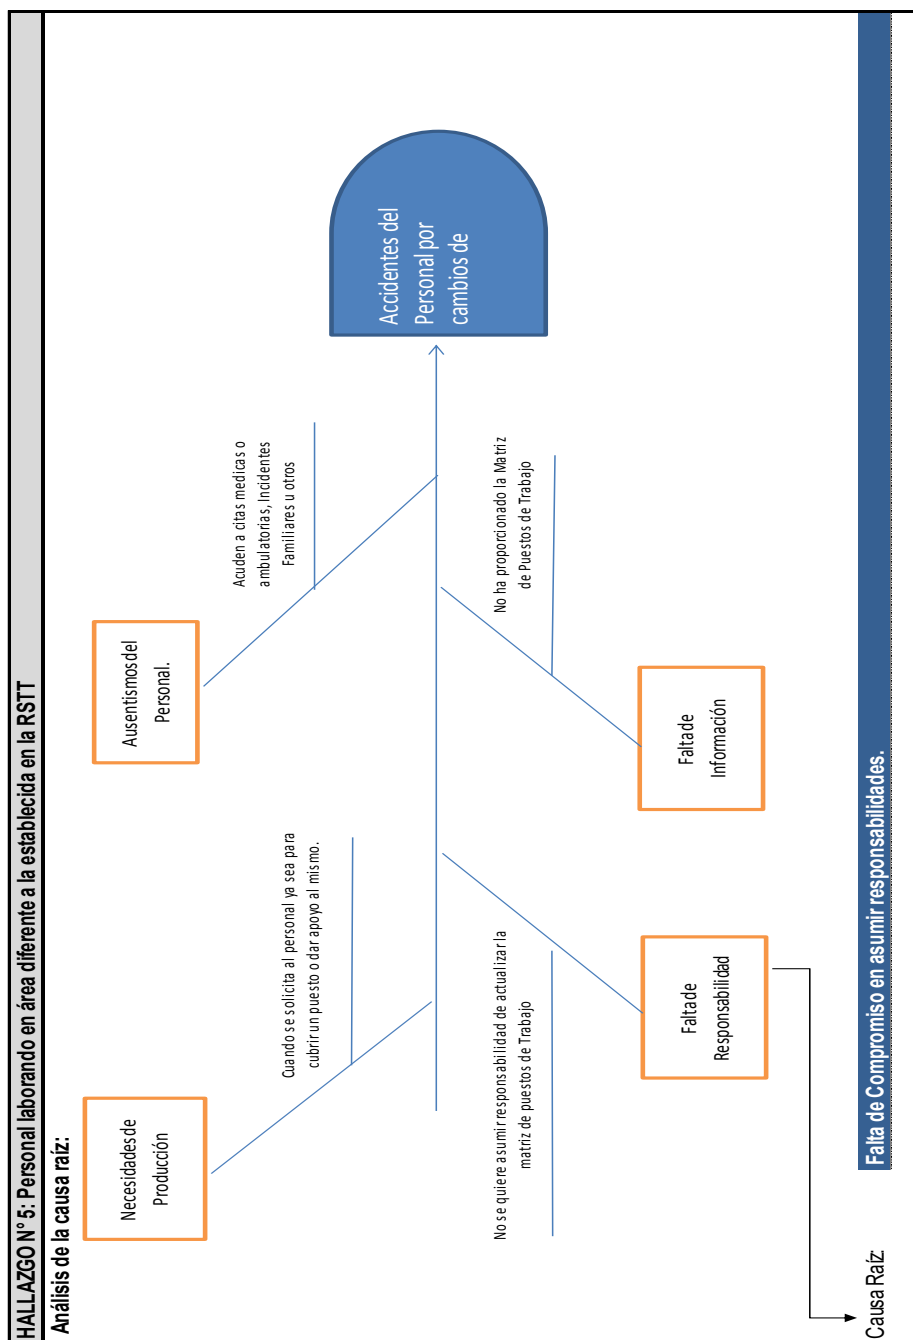 HALLAZGO N° 5: Personal laborando en área diferente a la establecida en la RSTT
Análisis de la causa raíz:
Necesidades de
Producción
Ausentismos del
Personal.
Cuando se solicita al personal ya sea para
cubrir un puesto o dar apoyo al mismo.
Acuden a citas medicas o
ambulatorias, Incidentes
Familiares u otros
Accidentes del
Personal por
cambios de
No se quiere asumir responsabilidad de actualizar la
matriz de puestos de Trabajo
No ha proporcionado la Matriz
de Puestos de Trabajo
Falta de
Responsabilidad
Falta de
Información
Causa Raíz:
Falta de Compromiso en asumir responsabilidades.